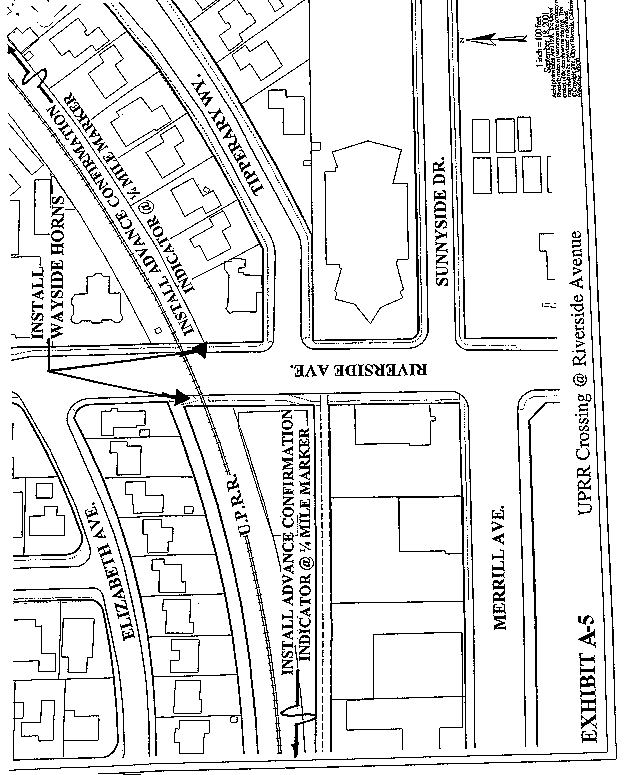 INSTALL
WAYSIDE HORNS
INSTALL ADVANCE CONFIRMATION
INDICATOR @ ¼ MILE MARKER
TIPPERARY WY.
SUNNYSIDE DR.
RIVERSIDE AVE.
ELIZABETH AVE.
U.P.R.R.
INSTALL ADVANCE CONFIRMATION
INDICATOR @ ¼ MILE MARKER
MERRILL AVE.
1 inch = 100 feet
EXHIBIT A-5
UPRR Crossing @ Riverside Avenue